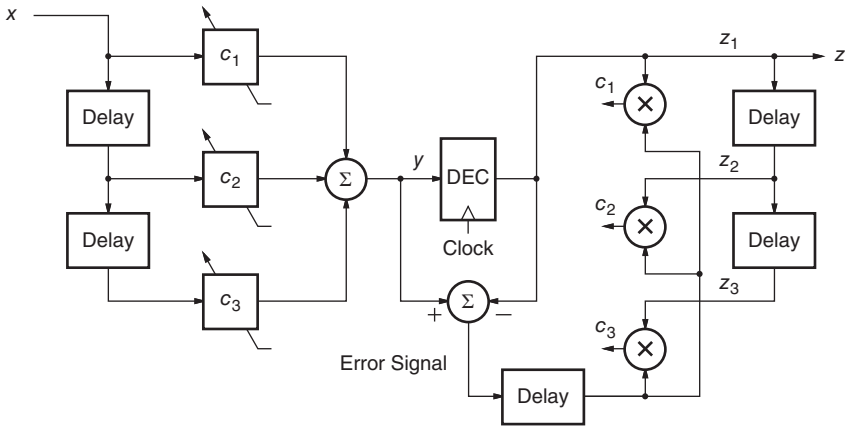 x
c1
z1
z
c1
Delay
Delay
y
DEC
z2
c2
Σ
c2
Clock
Delay
Delay
z3
c3
Σ
+
−
c3
Error Signal
Delay